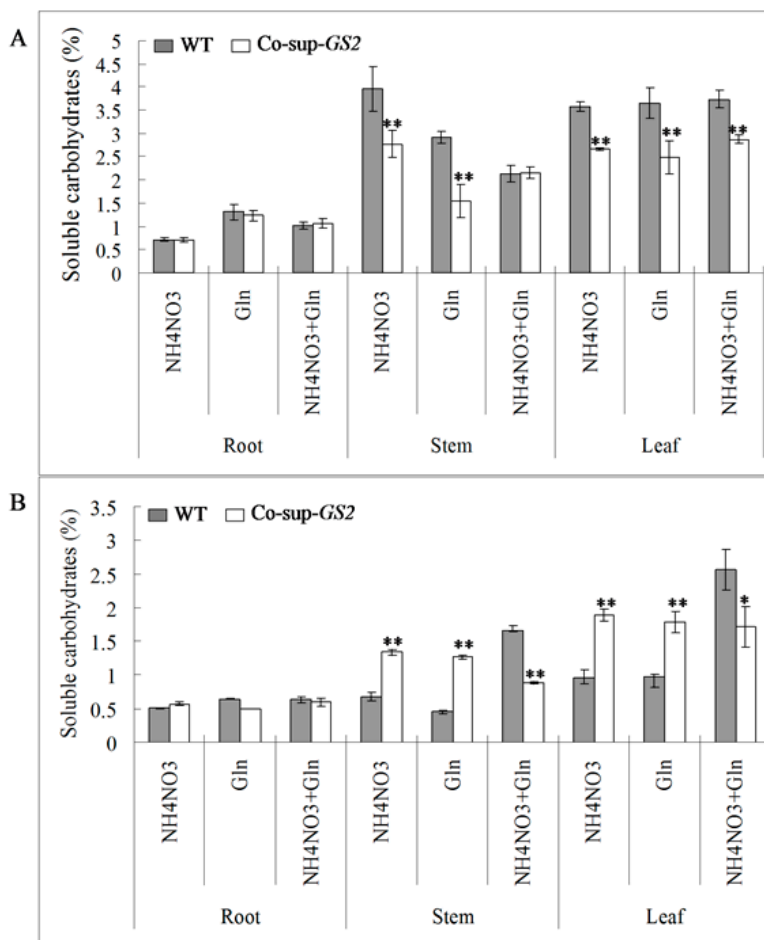 A
WT Co-sup-GS2
Soluble carbohydrates (%)
5
4.5
4
3.5
3
2.5
2
1.5
1
0.5
0
** ** ** ** **
NH4NO3 Gln NH4NO3+Gln NH4NO3 Gln NH4NO3+Gln NH4NO3 Gln NH4NO3+Gln
Root Stem Leaf
B
WT Co-sup-GS2
Soluble carbohydrates (%)
3.5
3
2.5
2
1.5
1
0.5
0
** ** ** ** ** *
NH4NO3 Gln NH4NO3+Gln NH4NO3 Gln NH4NO3+Gln NH4NO3 Gln NH4NO3+Gln
Root Stem Leaf